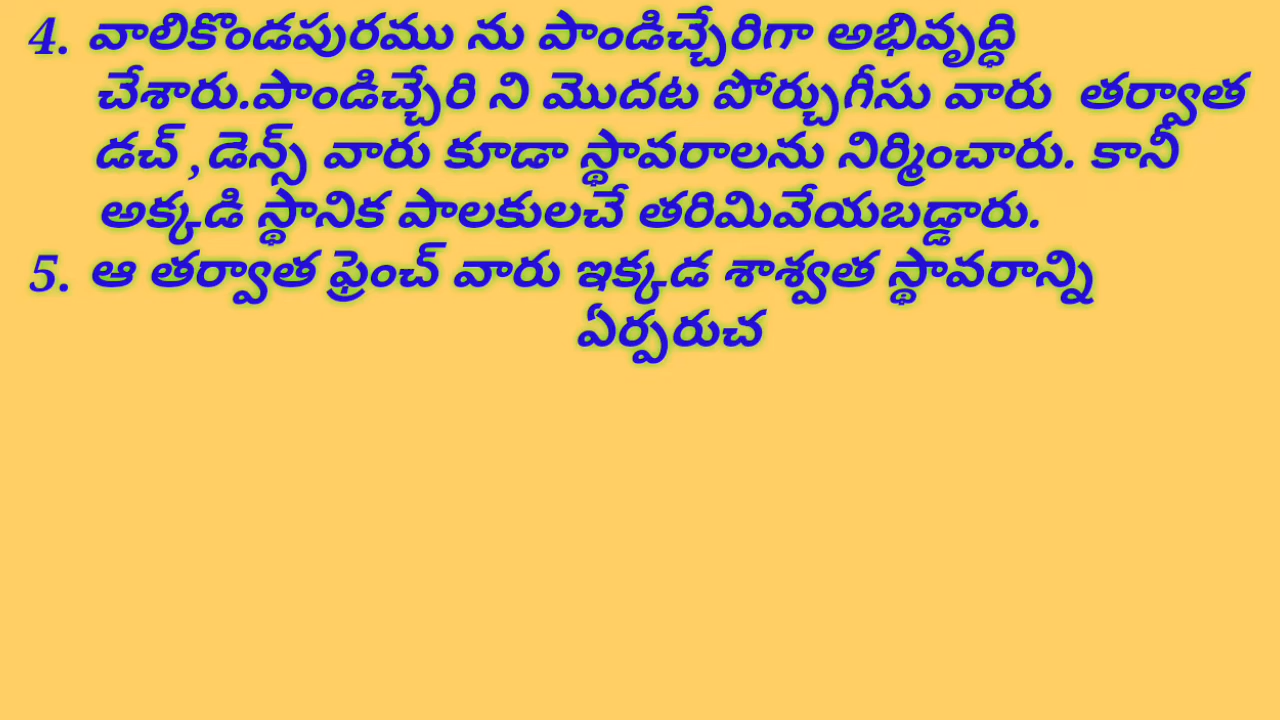 4. వాలికొండపురము ను పాండిచ్చేరిగా అభివృద్ధి
చేశారు.పాండిచ్చేరి ని మొదట పోర్చుగీసు వారు తర్వాత
డచ్ ,డెన్స్ వారు కూడా స్థావరాలను నిర్మించారు. కానీ
అక్కడి స్థానిక పాలకులచే తరిమివేయబడ్డారు.
5. ఆ తర్వాత ఫ్రెంచ్ వారు ఇక్కడ శాశ్వత స్థావరాన్ని
ఏర్పరుచ